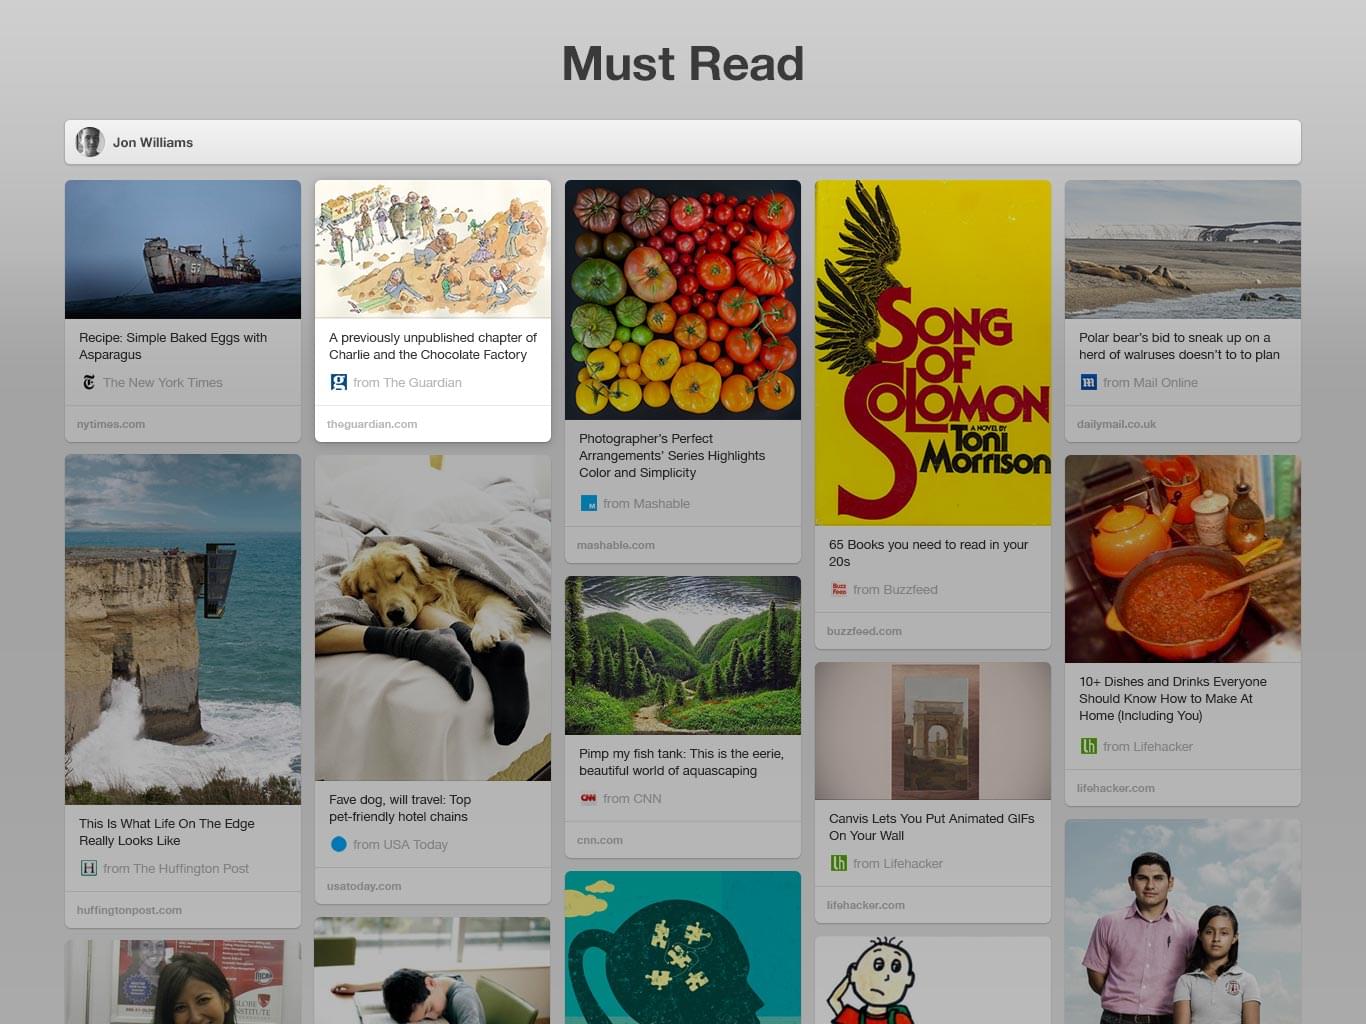 Must Read
Jon Williams
57
Recipe: Simple Baked Eggs with
Asparagus
The New York Times
nytimes.com
This Is What Life On The Edge
Really Looks Like
H
from The Huffington Post
huffingtonpost.com
GLOBE
INSTITUTE
A previously unpublished chapter of
Charlie and the Chocolate Factory
g
from The Guardian
theguardian.com
Fave dog, will travel: Top
pet-friendly hotel chains
from USA Today
usatoday.com
Photographer's Perfect
Arrangements' Series Highlights
Color and Simplicity
M
from Mashable
mashable.com
Pimp my fish tank: This is the eerie,
beautiful world of aquascaping
CNN
from CNN
cnn.com
SONG
OF
SOLOMON
A NOVEL BY
Toni
Morrison
65 Books you need to read in your
20s
Buzz
Feed
from Buzzfeed
buzzfeed.com
Canvis Lets You Put Animated GIFs
On Your Wall
lh
from Lifehacker
lifehacker.com
Polar bear's bid to sneak up on a
herd of walruses doesn't to to plan
m
from Mail Online
dailymail.co.uk
10+ Dishes and Drinks Everyone
Should Know How to Make At
Home (Including You)
lh
from Lifehacker
lifehacker.com